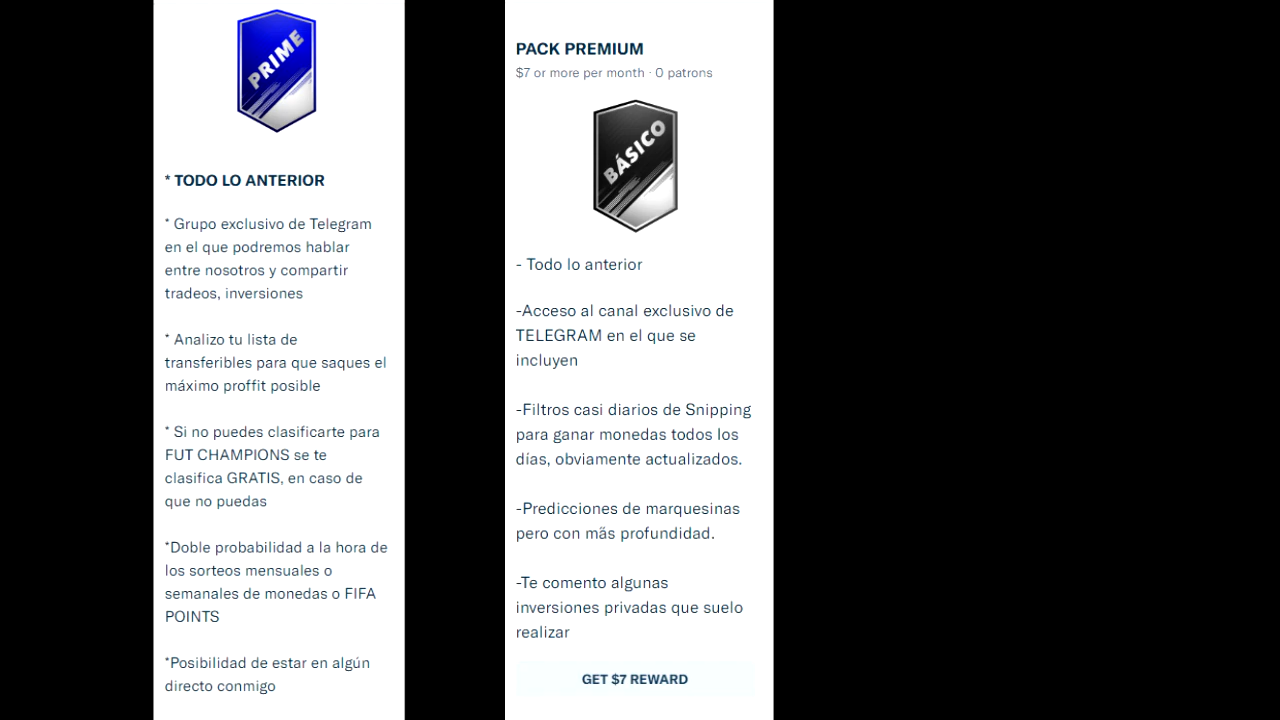 PRIME
* TODO LO ANTERIOR
* Grupo exclusivo de Telegram
en el que podremos hablar
entre nosotros y compartir
tradeos, inversiones
* Analizo tu lista de
transferibles para que saques el
máximo proffit posible
* Si no puedes clasificarte para
FUT CHAMPIONS se te
clasifica GRATIS, en caso de
que no puedas
*Doble probabilidad a la hora de
los sorteos mensuales o
semanales de monedas o FIFA
POINTS
*Posibilidad de estar en algún
directo conmigo
PACK PREMIUM
$7 or more per month · 0 patrons
BÁSICO
- Todo lo anterior
-Acceso al canal exclusivo de
TELEGRAM en el que se
incluyen
-Filtros casi diarios de Snipping
para ganar monedas todos los
días, obviamente actualizados.
-Predicciones de marquesinas
pero con mãs profundidad.
-Te comento algunas
inversiones privadas que suelo
realizar
GET $7 REWARD